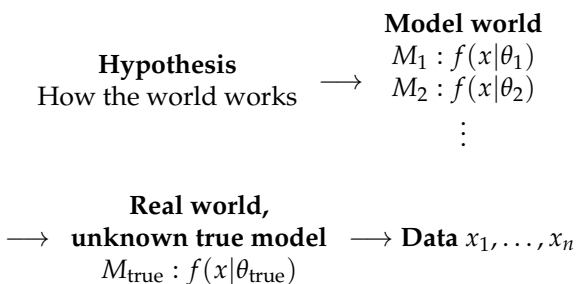 Model world
Hypothesis
How the world works
⟶
M₁ : f(x|θ₁)
M₂ : f(x|θ₂)
⋮
Real world,
⟶ unknown true model ⟶ Data x₁, . . . , xₙ
M_true : f(x|θ_true)